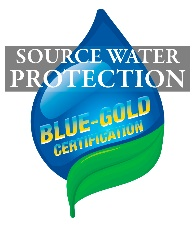 SOURCE WATER
PROTECTION
BLUE-GOLD
CERTIFICATION